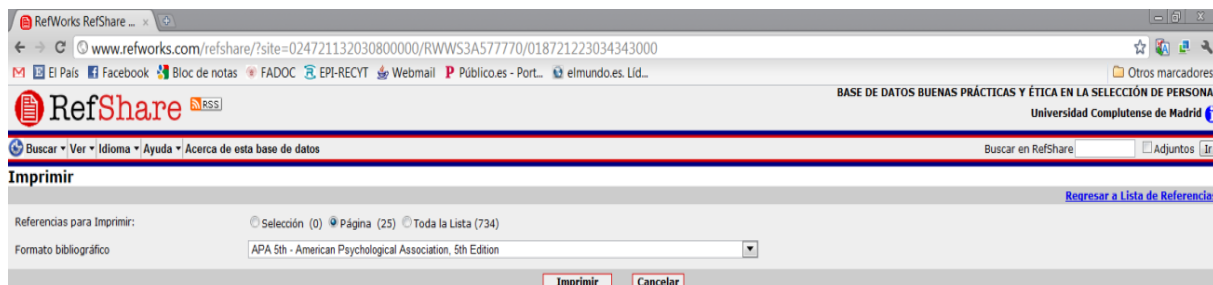 RefWorks RefShare ...
www.refworks.com/refshare/?site=024721132030800000/RWWS3A577770/018721223034343000
El País Facebook Bloc de notas FADOC EPI-RECYT Webmail Público.es - Port... elmundo.es. Líd... Otros marcadores
RefShare RSS
BASE DE DATOS BUENAS PRÁCTICAS Y ÉTICA EN LA SELECCIÓN DE PERSONA
Universidad Complutense de Madrid
Buscar Ver Idioma Ayuda Acerca de esta base de datos Buscar en RefShare Adjuntos Ir
Imprimir
Regresar a Lista de Referencias
Referencias para Imprimir: Selección (0) Página (25) Toda la Lista (734)
Formato bibliográfico APA 5th - American Psychological Association, 5th Edition
Imprimir Cancelar